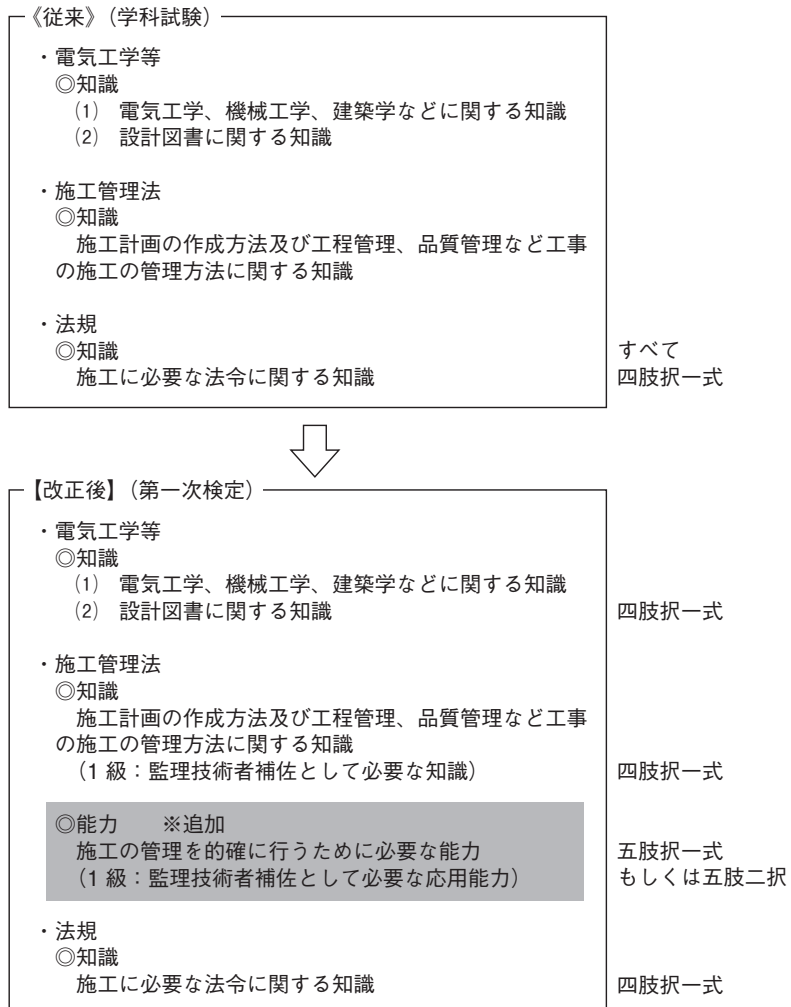 《従来》（学科試験）
・電気工学等
◎知識
(1) 電気工学、機械工学、建築学などに関する知識
(2) 設計図書に関する知識
・施工管理法
◎知識
施工計画の作成方法及び工程管理、品質管理など工事
の施工の管理方法に関する知識
・法規
◎知識
施工に必要な法令に関する知識
すべて
四肢択一式
【改正後】（第一次検定）
・電気工学等
◎知識
(1) 電気工学、機械工学、建築学などに関する知識
(2) 設計図書に関する知識 四肢択一式
・施工管理法
◎知識
施工計画の作成方法及び工程管理、品質管理など工事
の施工の管理方法に関する知識
（1 級：監理技術者補佐として必要な知識） 四肢択一式
◎能力 ※追加
施工の管理を的確に行うために必要な能力 五肢択一式
（1 級：監理技術者補佐として必要な応用能力） もしくは五肢二択
・法規
◎知識
施工に必要な法令に関する知識 四肢択一式